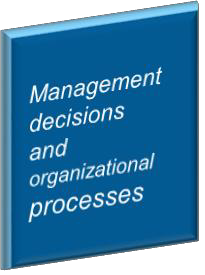 Management
decisions
and
organizational
processes